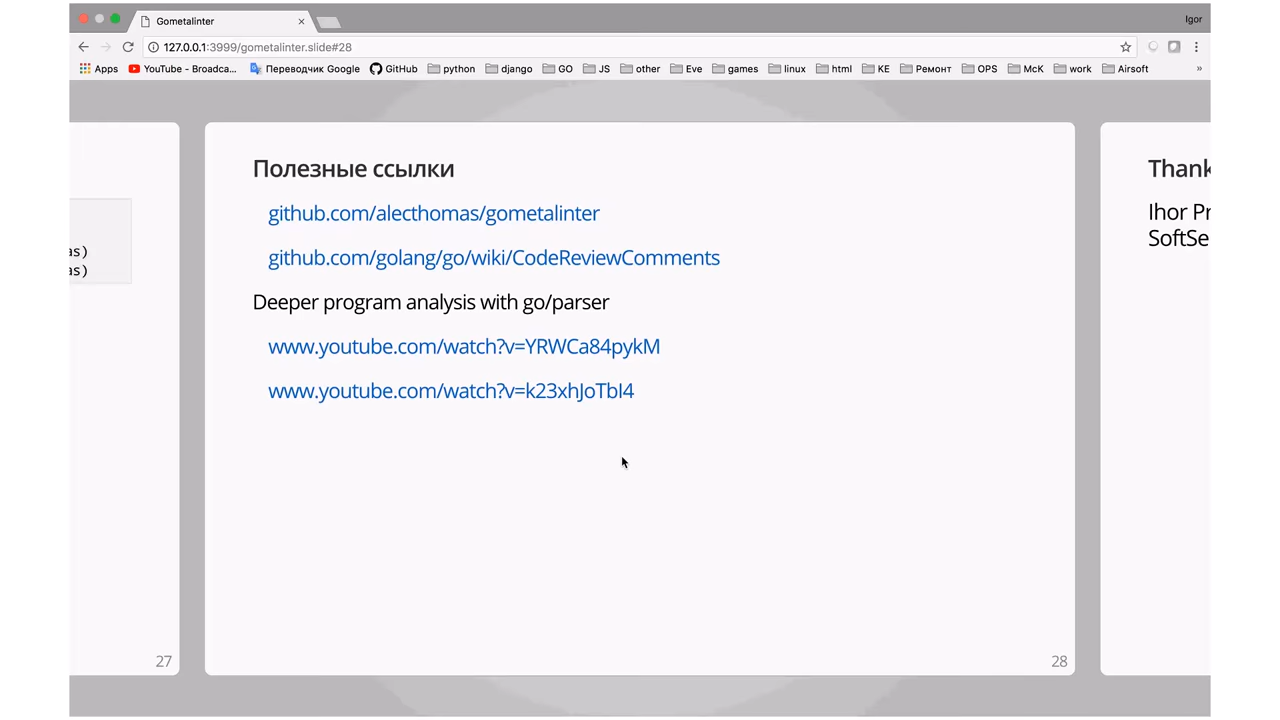 Gometalinter
Igor
127.0.0.1:3999/gometalinter.slide#28
Apps
YouTube - Broadca...
Переводчик Google
GitHub
python
django
GO
JS
other
Eve
games
linux
html
KE
Ремонт
OPS
McK
work
Airsoft
»
as)
as)
27
Полезные ссылки
github.com/alecthomas/gometalinter
github.com/golang/go/wiki/CodeReviewComments
Deeper program analysis with go/parser
www.youtube.com/watch?v=YRWCa84pykM
www.youtube.com/watch?v=k23xhJoTbI4
28
Thank
Ihor Pr
SoftSe